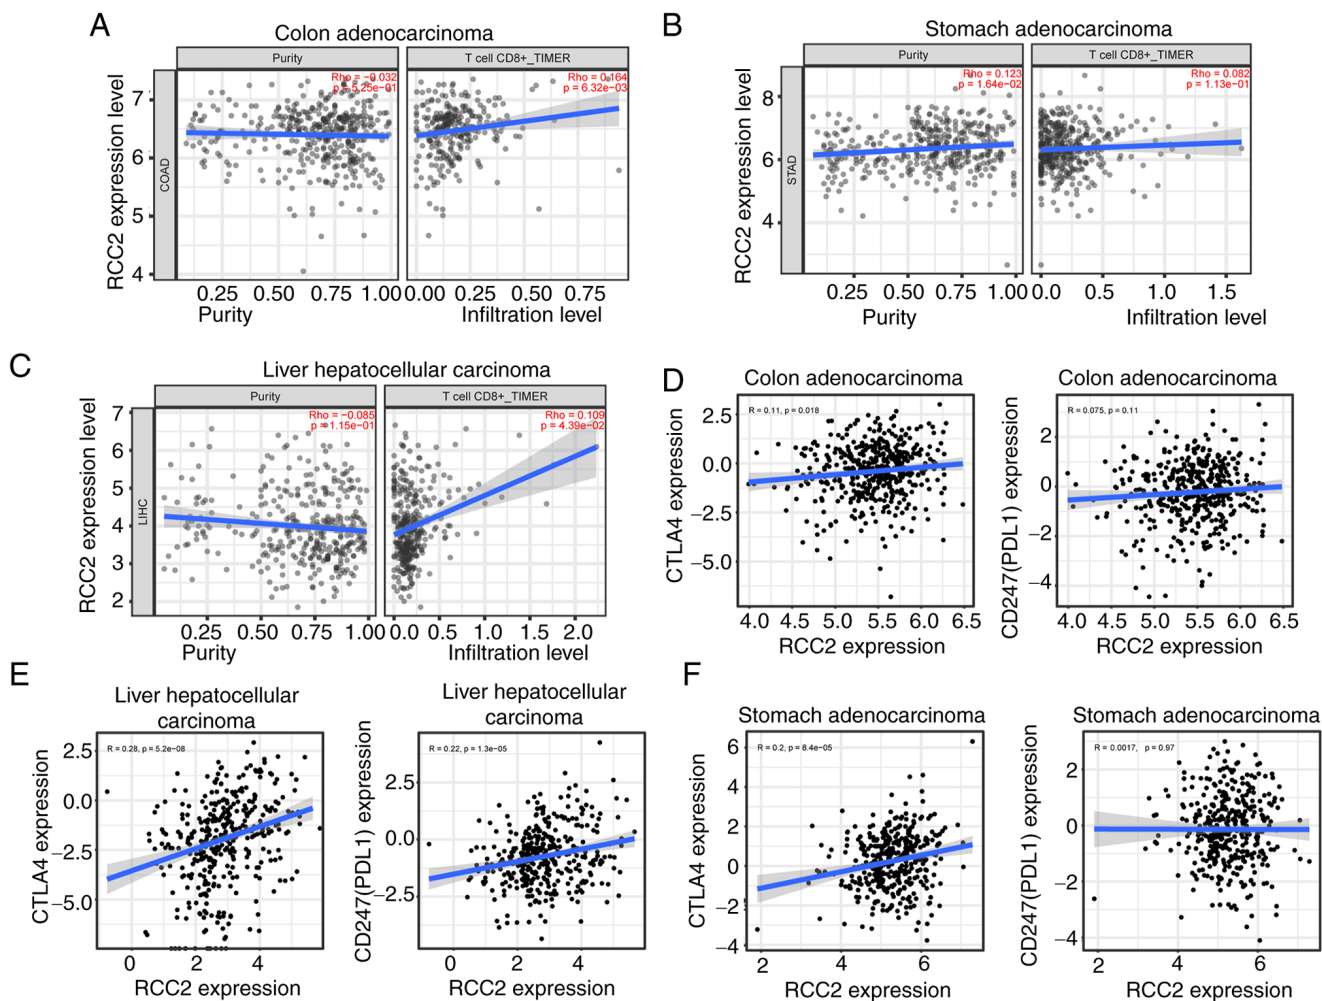 A
Colon adenocarcinoma
Purity
T cell CD8+_TIMER
Rho = −0.032
p = 5.25e−01
Rho = 0.164
p = 6.32e−03
COAD
RCC2 expression level
7
6
5
4
0.25 0.50 0.75 1.00
0.00 0.25 0.50 0.75
Purity
Infiltration level
B
Stomach adenocarcinoma
Purity
T cell CD8+_TIMER
Rho = 0.123
p = 1.64e−02
Rho = 0.082
p = 1.13e−01
STAD
RCC2 expression level
8
6
4
0.25 0.50 0.75 1.00
0.0 0.5 1.0 1.5
Purity
Infiltration level
C
Liver hepatocellular carcinoma
Purity
T cell CD8+_TIMER
Rho = −0.085
p = 1.15e−01
Rho = 0.109
p = 4.39e−02
LIHC
RCC2 expression level
7
6
5
4
3
2
0.25 0.50 0.75 1.00
0.0 0.5 1.0 1.5 2.0
Purity
Infiltration level
D
Colon adenocarcinoma
R = 0.11, p = 0.018
CTLA4 expression
2.5
0.0
−2.5
−5.0
4.0 4.5 5.0 5.5 6.0 6.5
RCC2 expression
Colon adenocarcinoma
R = 0.075, p = 0.11
CD247(PDL1) expression
2
0
−2
−4
4.0 4.5 5.0 5.5 6.0 6.5
RCC2 expression
E
Liver hepatocellular
carcinoma
R = 0.28, p = 5.2e−08
CTLA4 expression
2.5
0.0
−2.5
−5.0
0 2 4
RCC2 expression
Liver hepatocellular
carcinoma
R = 0.22, p = 1.3e−05
CD247(PDL1) expression
2.5
0.0
−2.5
0 2 4
RCC2 expression
F
Stomach adenocarcinoma
R = 0.2, p = 8.4e−05
CTLA4 expression
6
4
2
0
−2
−4
2 4 6
RCC2 expression
Stomach adenocarcinoma
R = 0.0017, p = 0.97
CD247(PDL1) expression
2
0
−2
−4
2 4 6
RCC2 expression